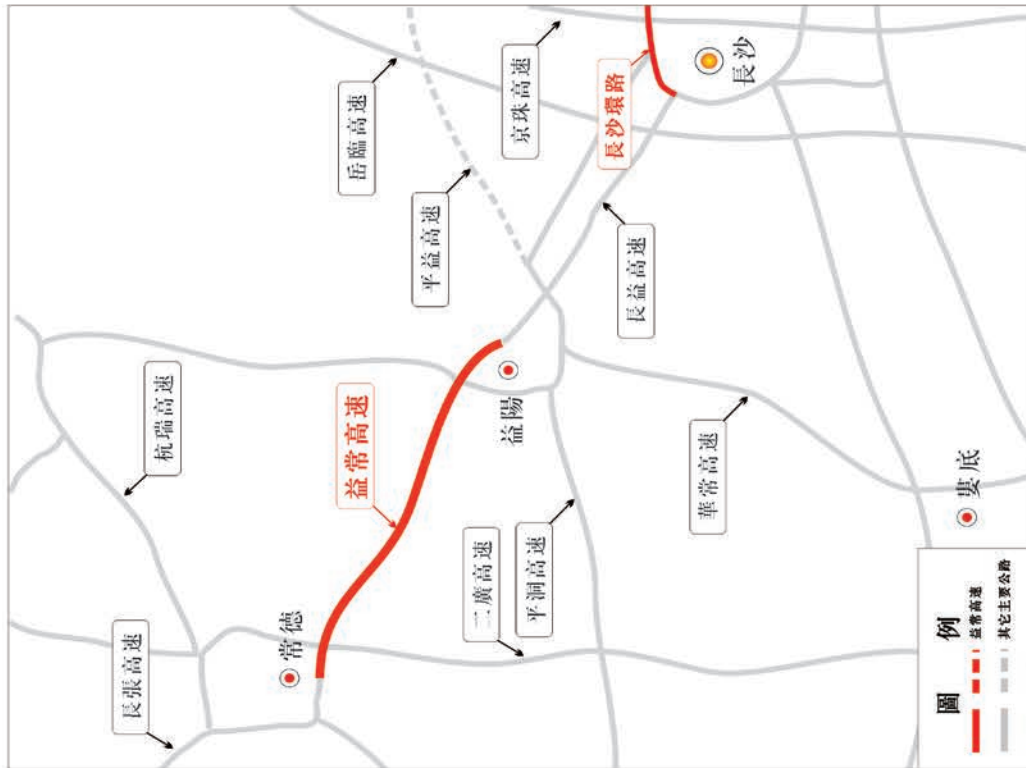 長張高速
杭瑞高速
岳臨高速
京珠高速
平益高速
長沙環路
長沙
常德
益常高速
益陽
長益高速
二廣高速
平洞高速
華常高速
婁底
圖例
益常高速
其它主要公路